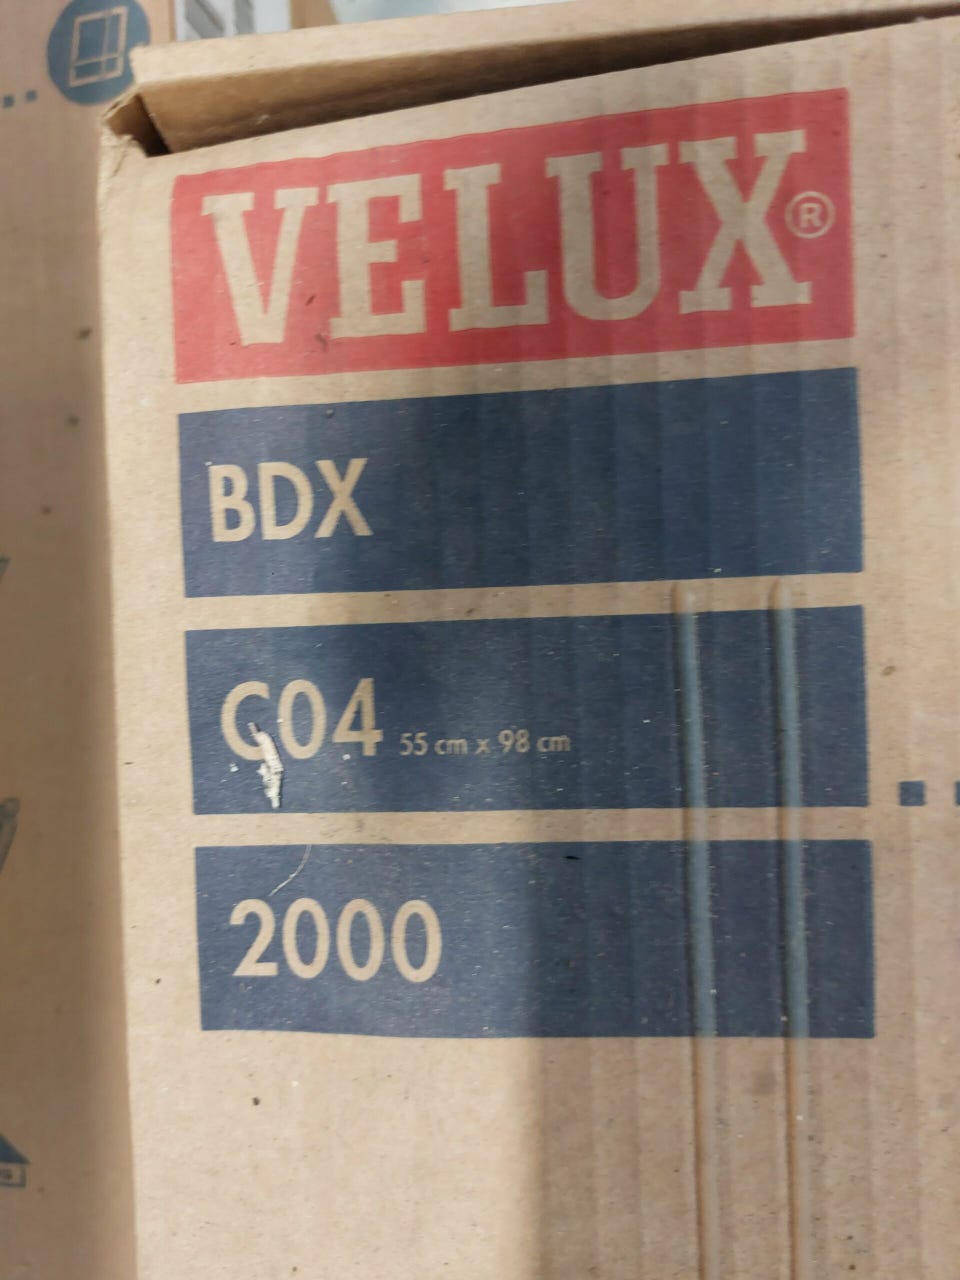 VELUX®
BDX
C04 55 cm x 98 cm
2000